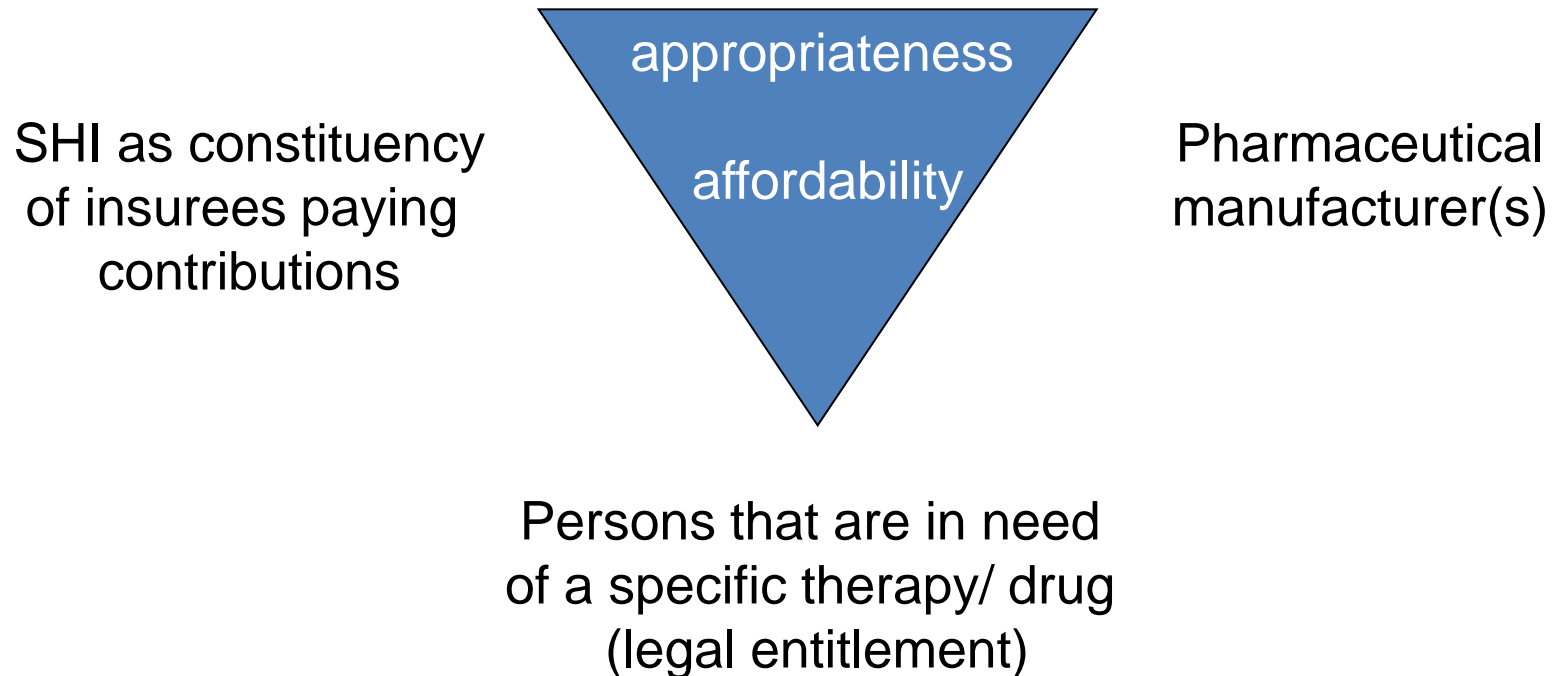 appropriateness
affordability
SHI as constituency
of insurees paying
contributions
Pharmaceutical
manufacturer(s)
Persons that are in need
of a specific therapy/ drug
(legal entitlement)